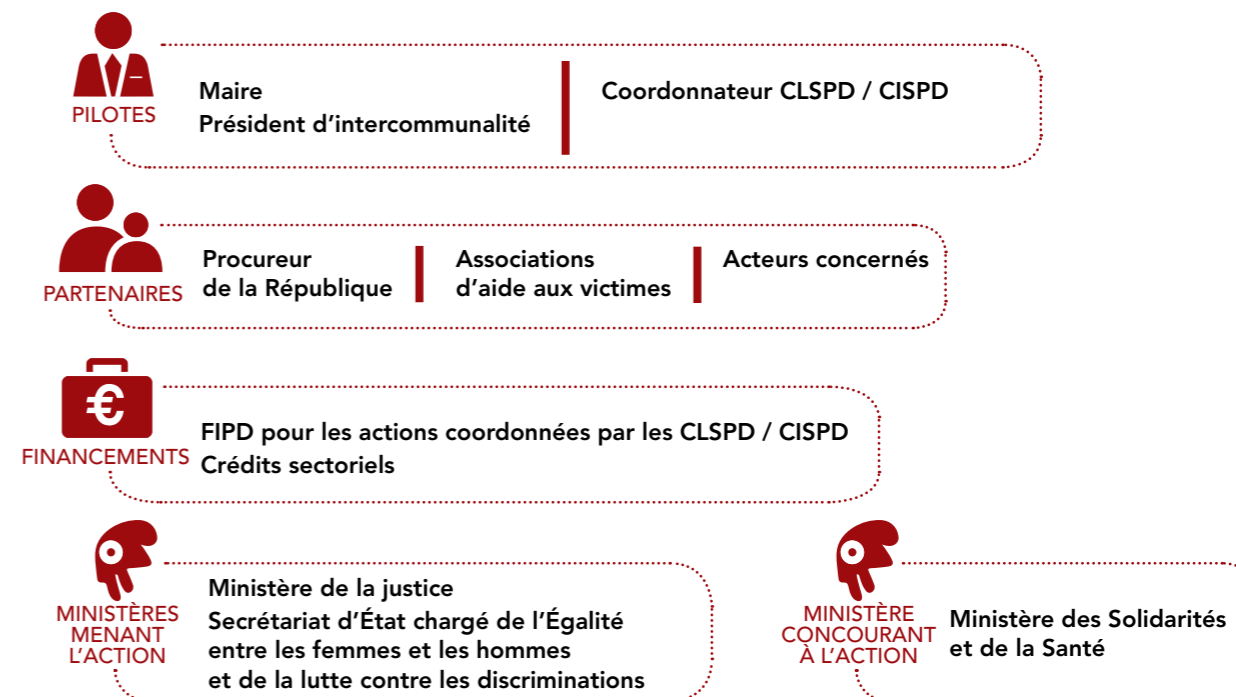 PILOTES
Maire
Président d'intercommunalité
Coordonnateur CLSPD / CISPD
PARTENAIRES
Procureur
de la République
Associations
d'aide aux victimes
Acteurs concernés
€
FINANCEMENTS
FIPD pour les actions coordonnées par les CLSPD / CISPD
Crédits sectoriels
MINISTÈRES
MENANT
L'ACTION
Ministère de la justice
Secrétariat d'État chargé de l'Égalité
entre les femmes et les hommes
et de la lutte contre les discriminations
MINISTÈRE
CONCOURANT
À L'ACTION
Ministère des Solidarités
et de la Santé